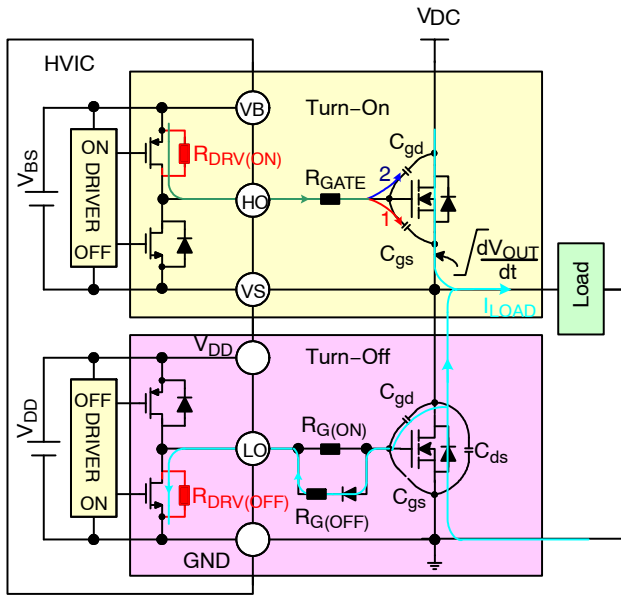 VDC
HVIC
VB
Turn−On
Cgd
ON
DRIVER
OFF
VBS
RDRV(ON)
RGATE
2
1
HO
Cgs
dVOUT
dt
Load
VS
ILOAD
VDD
Turn−Off
VDD
OFF
DRIVER
ON
Cgd
RG(ON)
LO
Cds
RDRV(OFF)
RG(OFF)
Cgs
GND